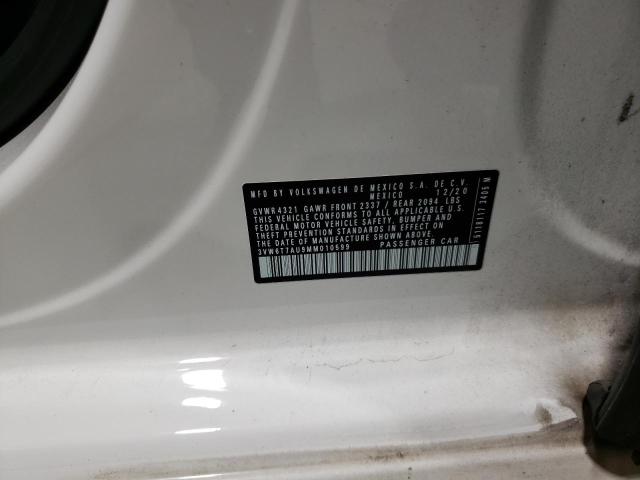 MFD BY VOLKSWAGEN DE MEXICO S.A. DE C.V.
MEXICO 12/20
GVWR 4321 GAWR FRONT 2337 / REAR 2094 LBS
THIS VEHICLE CONFORMS TO ALL APPLICABLE U.S.
FEDERAL MOTOR VEHICLE SAFETY, BUMPER AND
THEFT PREVENTION STANDARDS IN EFFECT ON
THE DATE OF MANUFACTURE SHOWN ABOVE.
3VW6T7AU9MM010599 PASSENGER CAR